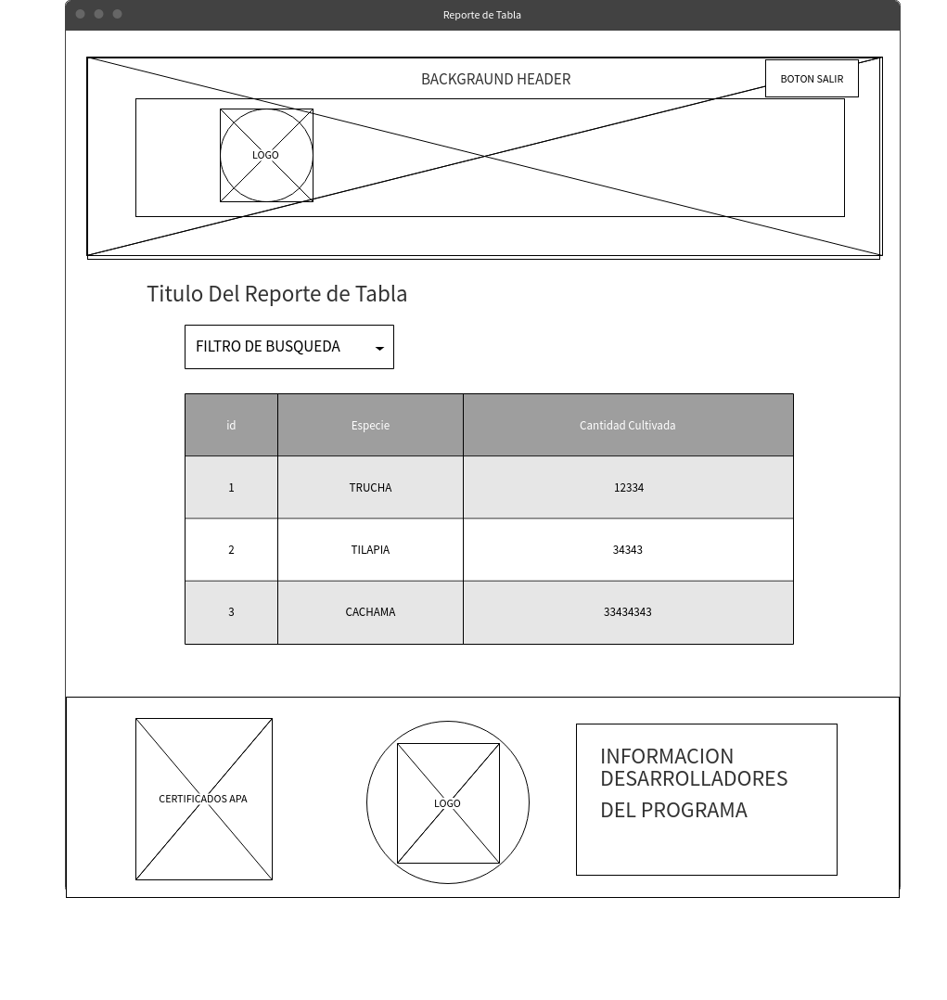 Reporte de Tabla
BACKGRAUND HEADER
BOTON SALIR
LOGO
Titulo Del Reporte de Tabla
FILTRO DE BUSQUEDA
id Especie Cantidad Cultivada
1 TRUCHA 12334
2 TILAPIA 34343
3 CACHAMA 33434343
CERTIFICADOS APA
LOGO
INFORMACION
DESARROLLADORES
DEL PROGRAMA